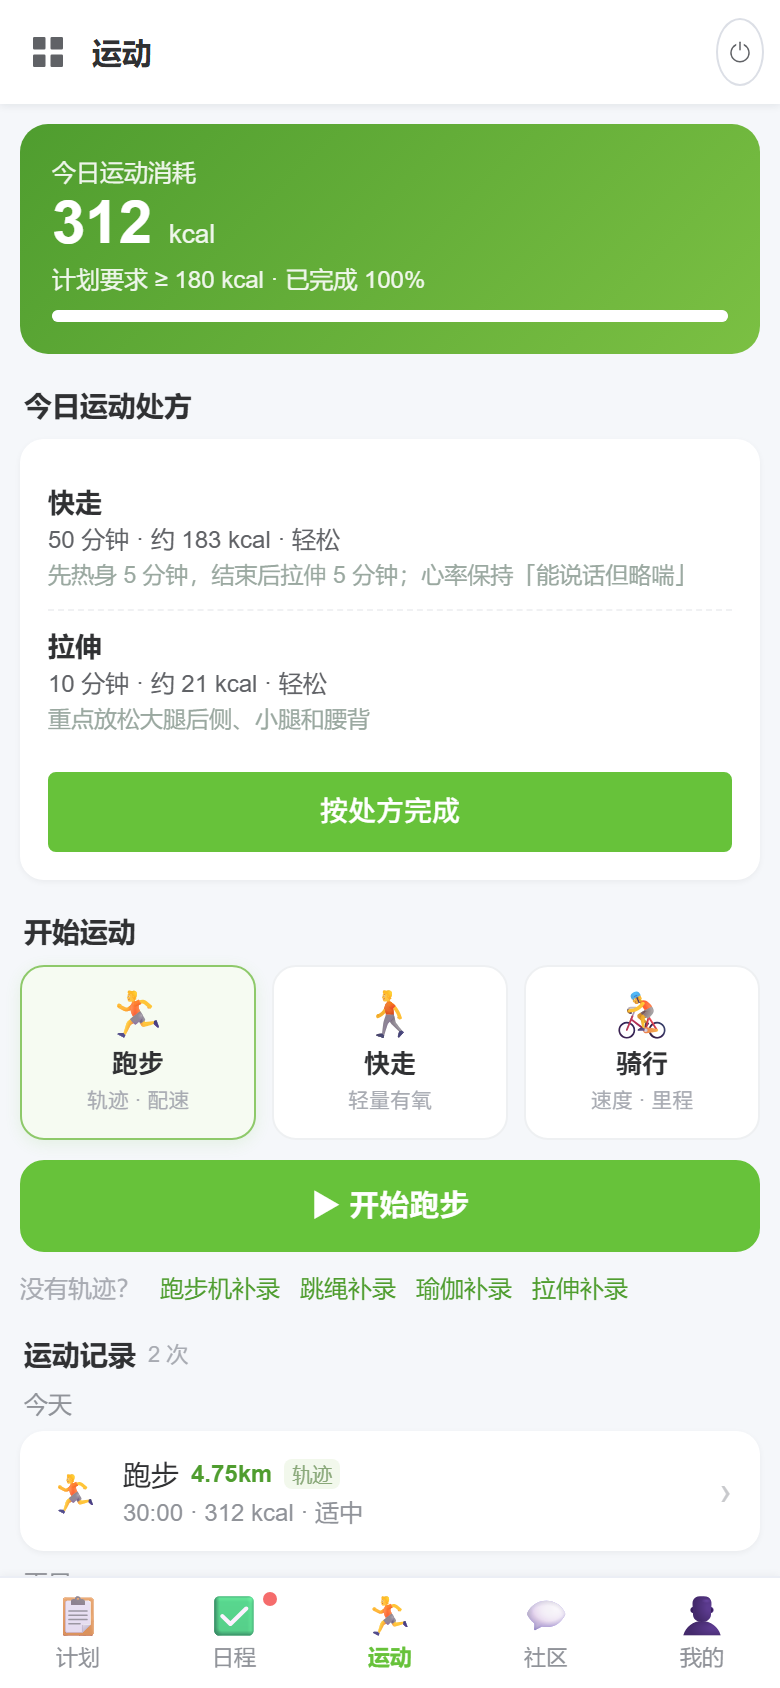 运动
今日运动消耗
312 kcal
计划要求 ≥ 180 kcal · 已完成 100%
今日运动处方
快走
50 分钟 · 约 183 kcal · 轻松
先热身 5 分钟，结束后拉伸 5 分钟；心率保持「能说话但略喘」
拉伸
10 分钟 · 约 21 kcal · 轻松
重点放松大腿后侧、小腿和腰背
按处方完成
开始运动
跑步 快走 骑行
轨迹 · 配速 轻量有氧 速度 · 里程
▶ 开始跑步
没有轨迹？ 跑步机补录 跳绳补录 瑜伽补录 拉伸补录
运动记录 2 次
今天
跑步 4.75km 轨迹
30:00 · 312 kcal · 适中
计划 日程 运动 社区 我的